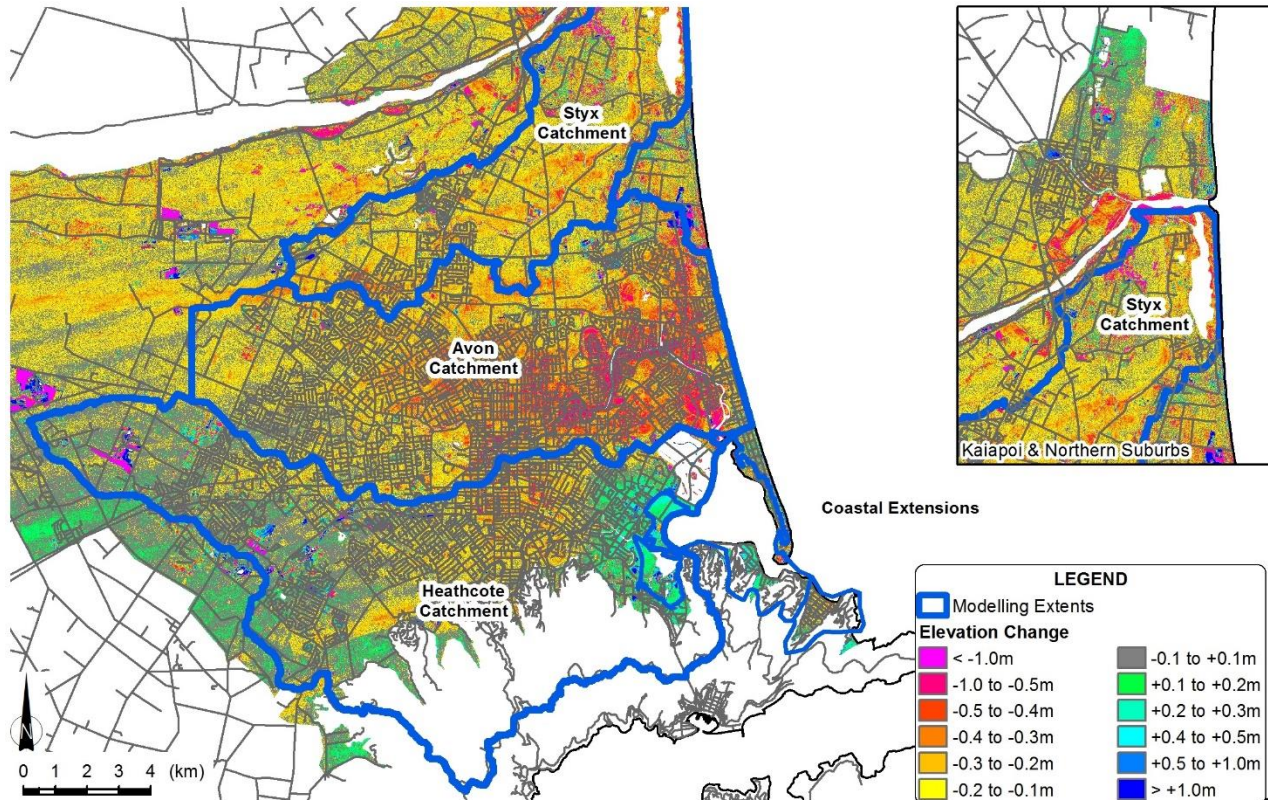 Styx
Catchment
Avon
Catchment
Heathcote
Catchment
Coastal Extensions
Styx
Catchment
Kaiapoi & Northern Suburbs
N
0 1 2 3 4 (km)
LEGEND
Modelling Extents
Elevation Change
< -1.0m
-1.0 to -0.5m
-0.5 to -0.4m
-0.4 to -0.3m
-0.3 to -0.2m
-0.2 to -0.1m
-0.1 to +0.1m
+0.1 to +0.2m
+0.2 to +0.3m
+0.4 to +0.5m
+0.5 to +1.0m
> +1.0m